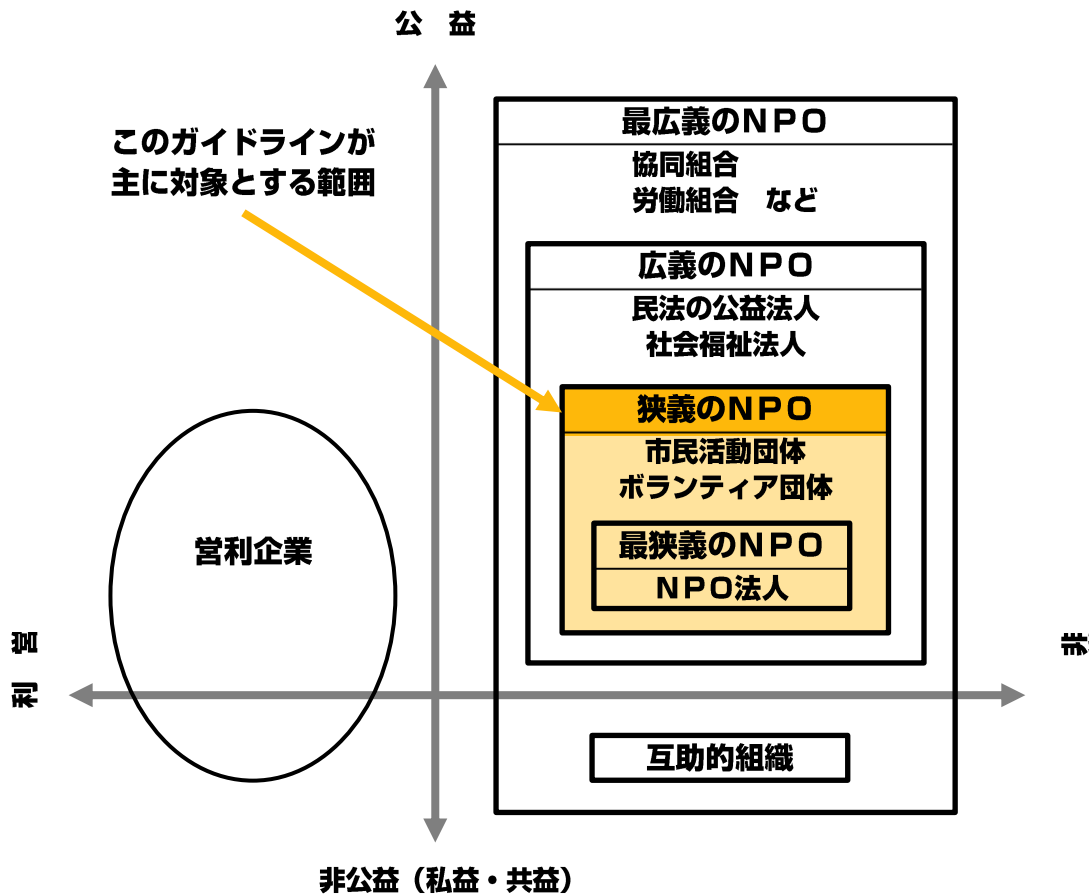 公　益
このガイドラインが
主に対象とする範囲
最広義のＮＰＯ
協同組合
労働組合　など
広義のＮＰＯ
民法の公益法人
社会福祉法人
狭義のＮＰＯ
市民活動団体
ボランティア団体
最狭義のＮＰＯ
ＮＰＯ法人
営利企業
営利
非
互助的組織
非公益（私益・共益）